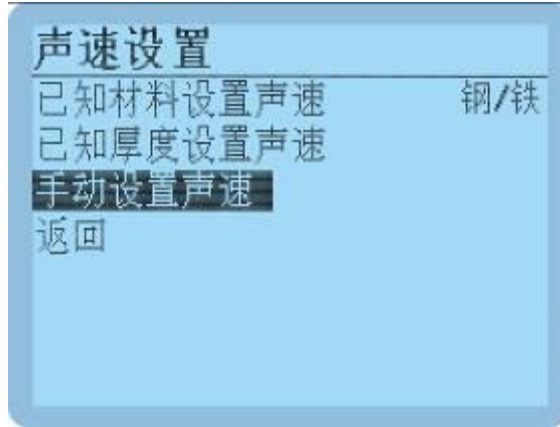 声速设置
已知材料设置声速 钢/铁
已知厚度设置声速
手动设置声速
返回